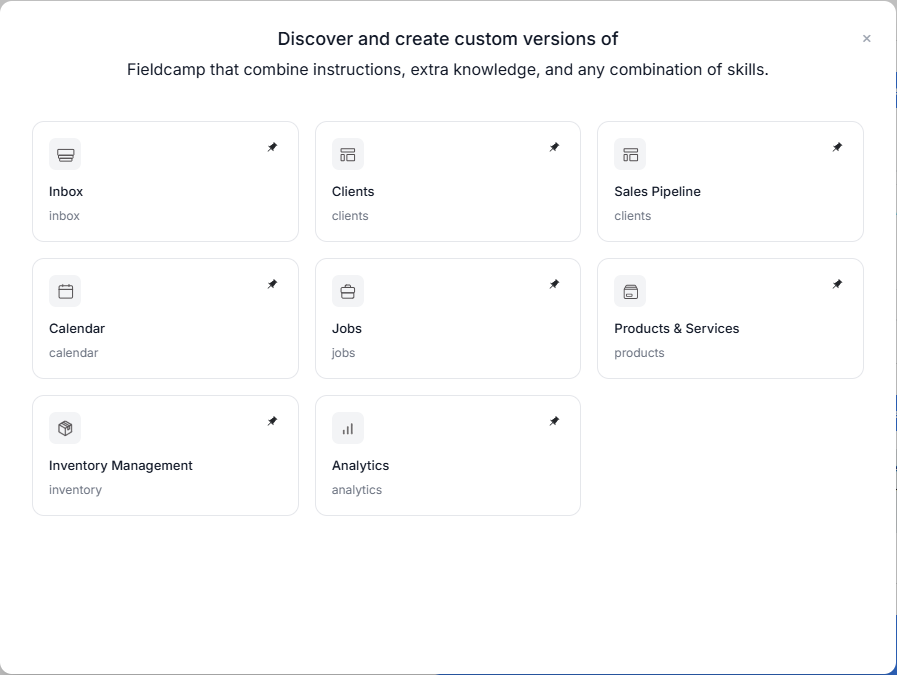 Discover and create custom versions of
Fieldcamp that combine instructions, extra knowledge, and any combination of skills.
Inbox
inbox
Clients
clients
Sales Pipeline
clients
Calendar
calendar
Jobs
jobs
Products & Services
products
Inventory Management
inventory
Analytics
analytics